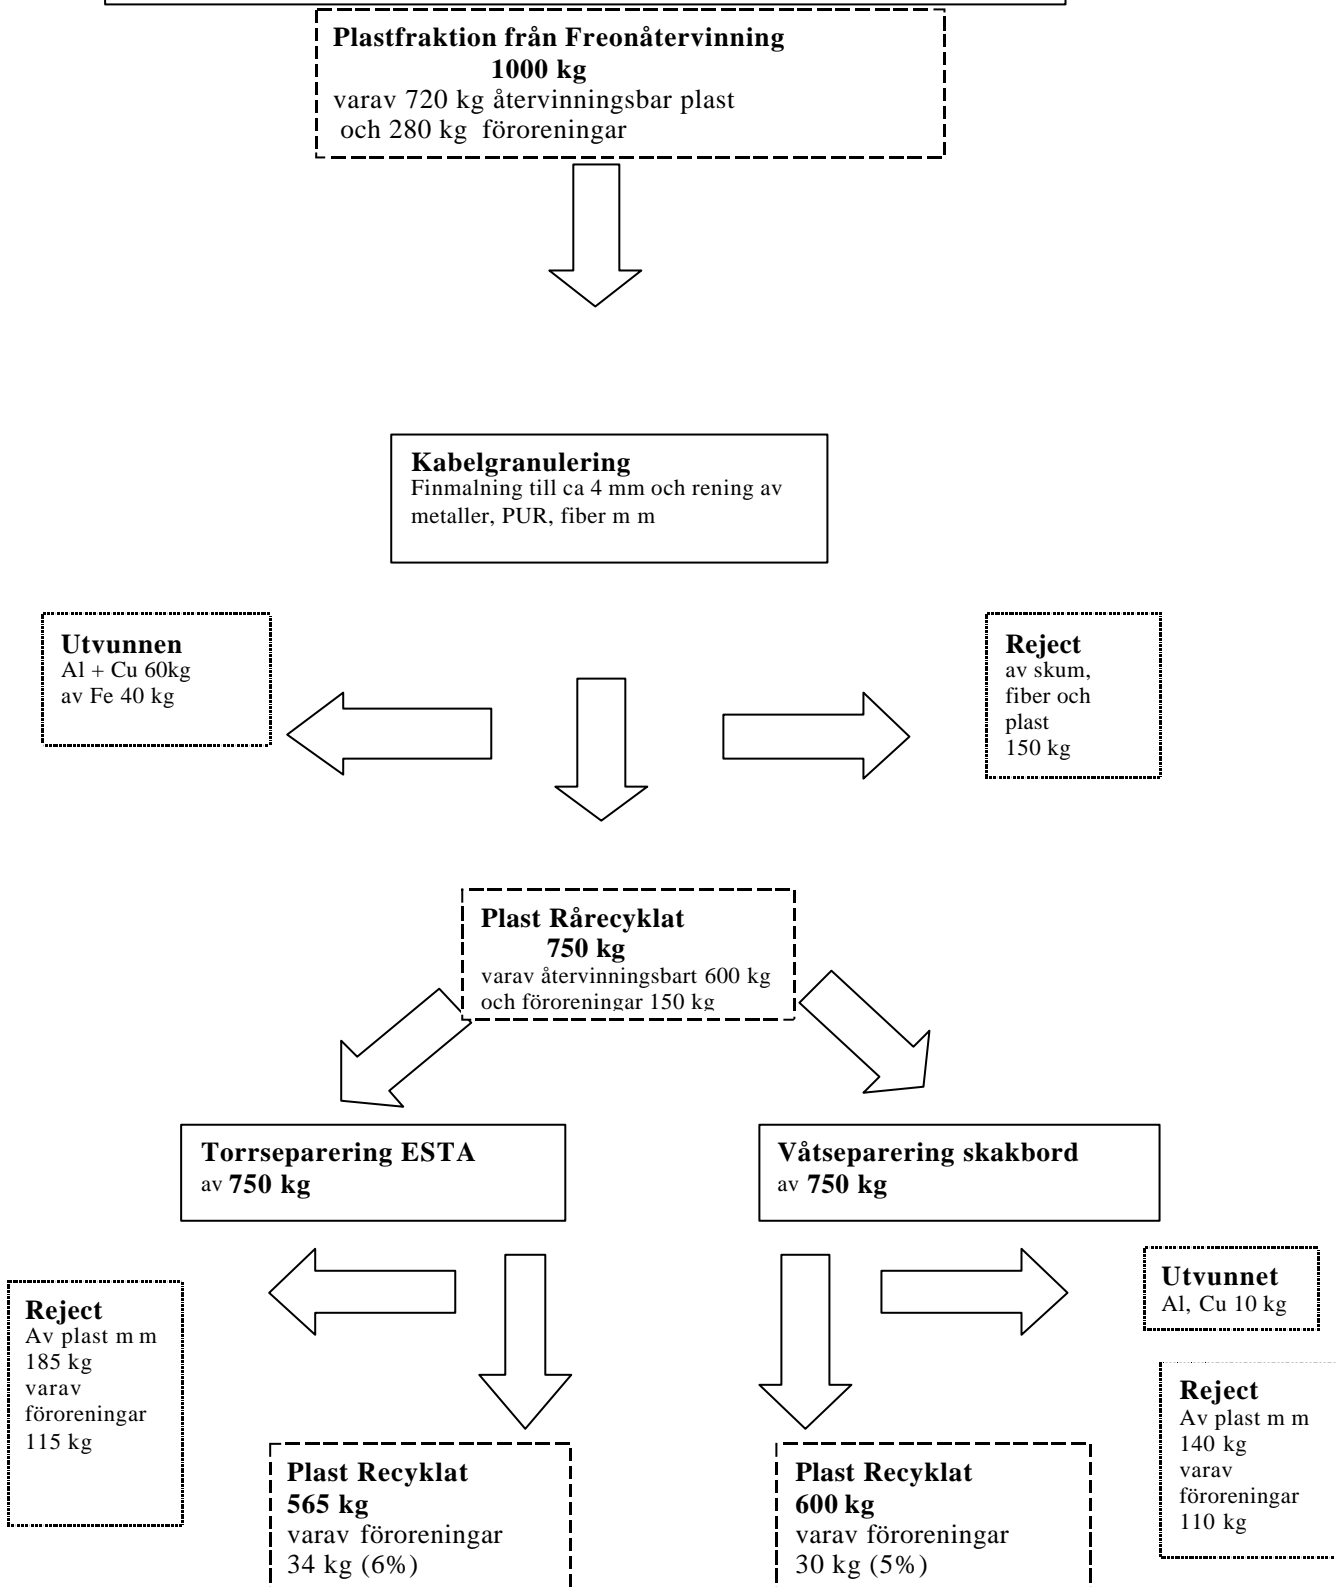 Plastfraktion från Freonåtervinning
1000 kg
varav 720 kg återvinningsbar plast
och 280 kg föroreningar
Kabelgranulering
Finmalning till ca 4 mm och rening av
metaller, PUR, fiber m m
Utvunnen
Al + Cu 60kg
av Fe 40 kg
Reject
av skum,
fiber och
plast
150 kg
Plast Rårecyklat
750 kg
varav återvinningsbart 600 kg
och föroreningar 150 kg
Torrseparering ESTA
av 750 kg
Våtseparering skakbord
av 750 kg
Reject
Av plast m m
185 kg
varav
föroreningar
115 kg
Utvunnet
Al, Cu 10 kg
Reject
Av plast m m
140 kg
varav
föroreningar
110 kg
Plast Recyklat
565 kg
varav föroreningar
34 kg (6%)
Plast Recyklat
600 kg
varav föroreningar
30 kg (5%)